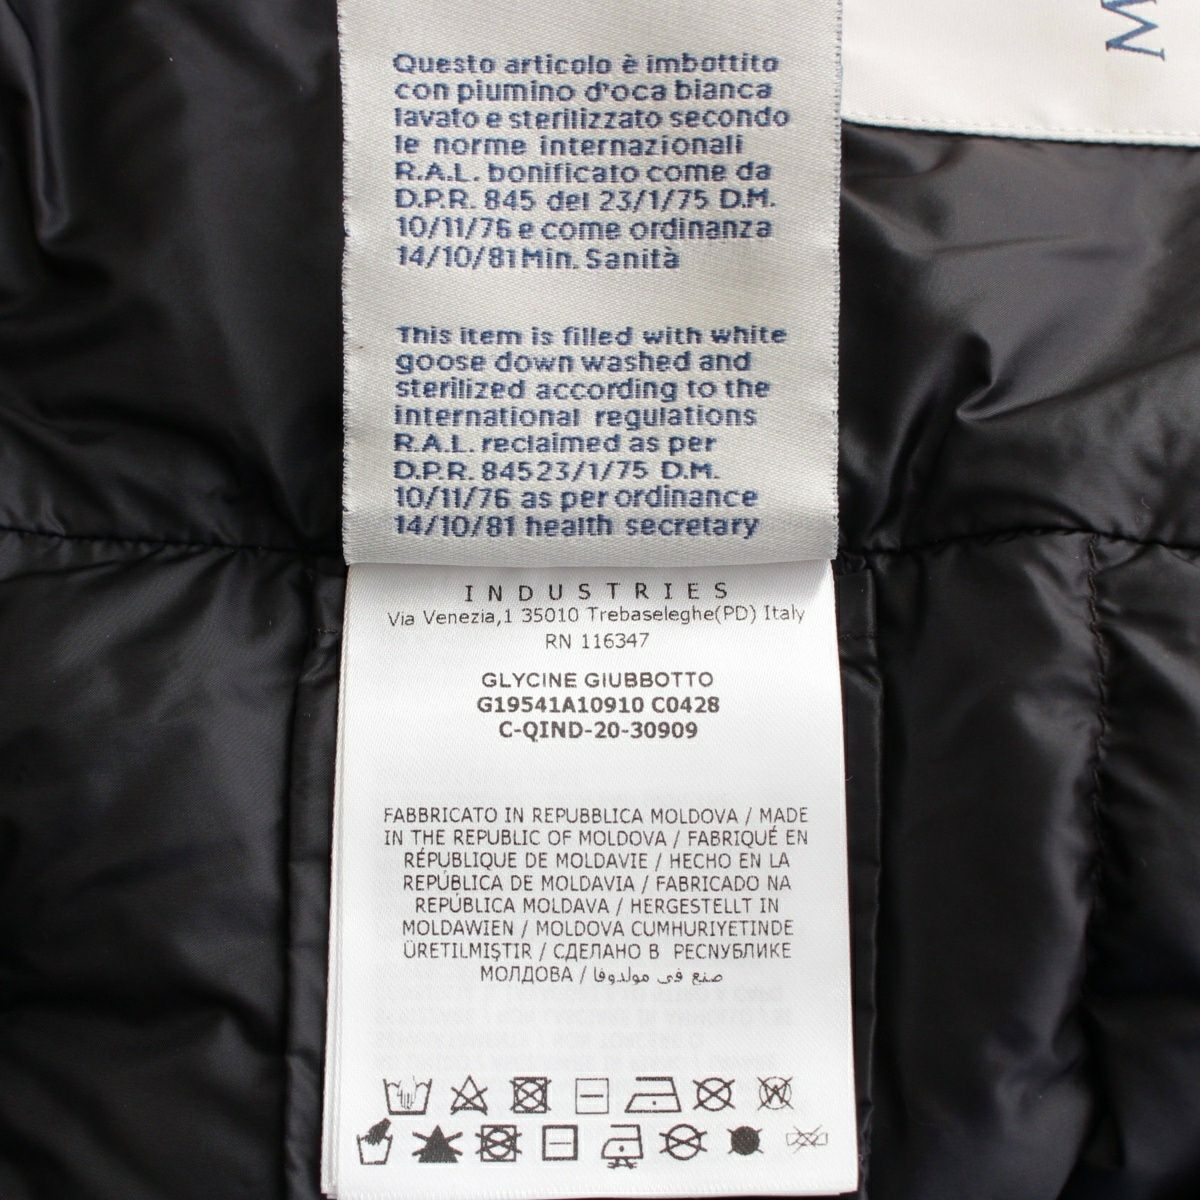 M
Questo articolo è imbottito
con piumino d'oca bianca
lavato e sterilizzato secondo
le norme internazionali
R.A.L. bonificato come da
D.P.R. 845 del 23/1/75 D.M.
10/11/76 e come ordinanza
14/10/81 Min. Sanità
This item is filled with white
goose down washed and
sterilized according to the
international regulations
R.A.L. reclaimed as per
D.P.R. 84523/1/75 D.M.
10/11/76 as per ordinance
14/10/81 health secretary
INDUSTRIES
Via Venezia,1 35010 Trebaseleghe(PD) Italy
RN 116347
GLYCINE GIUBBOTTO
G19541A10910 C0428
C-QIND-20-30909
FABBRICATO IN REPUBBLICA MOLDOVA / MADE
IN THE REPUBLIC OF MOLDOVA / FABRIQUÉ EN
RÉPUBLIQUE DE MOLDAVIE / HECHO EN LA
REPÚBLICA DE MOLDAVIA / FABRICADO NA
REPÚBLICA MOLDAVA / HERGESTELLT IN
MOLDAWIEN / MOLDOVA CUMHURIYETINDE
ÜRETILMIŞTIR / СДЕЛАНО В РЕСПУБЛИКЕ
МОЛДОВА / صنع في مولدوفا